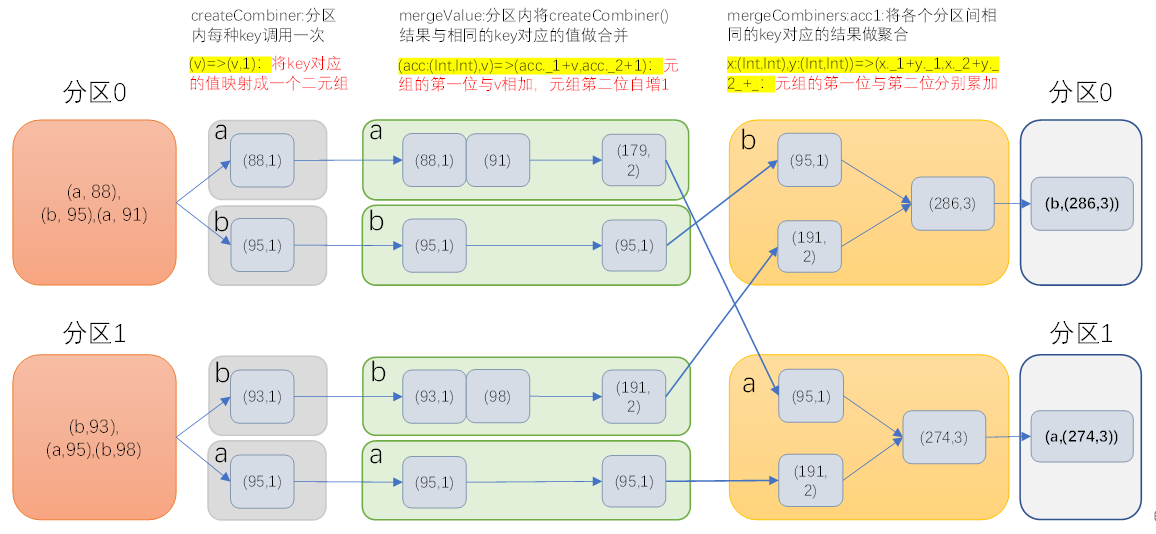 createCombiner:分区
内每种key调用一次
(v)=>(v,1)：将key对应
的值映射成一个二元组
mergeValue:分区内将createCombiner()
结果与相同的key对应的值做合并
(acc:(Int,Int),v)=>(acc._1+v,acc._2+1)：元
组的第一位与v相加，元组第二位自增1
mergeCombiners:acc1:将各个分区间相
同的key对应的结果做聚合
x:(Int,Int),y:(Int,Int))=>(x._1+y._1,x._2+y._
2_+_：元组的第一位与第二位分别累加
分区0
(a, 88),
(b, 95),(a, 91)
a
(88,1)
b
(95,1)
a
(88,1)
(91)
(179,
2)
b
(95,1)
(95,1)
b
(95,1)
(191,
2)
(286,3)
分区0
(b,(286,3))
分区1
(b,93),
(a,95),(b,98)
b
(93,1)
a
(95,1)
b
(93,1)
(98)
(191,
2)
a
(95,1)
(95,1)
a
(95,1)
(191,
2)
(274,3)
分区1
(a,(274,3))